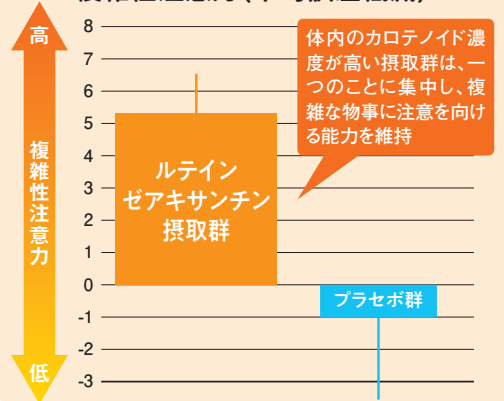 高
複雑性注意力
低
8
7
6
5
4
3
2
1
0
-1
-2
-3
体内のカロテノイド濃
度が高い摂取群は、一
つのことに集中し、複
雑な物事に注意を向け
る能力を維持
ルテイン
ゼアキサンチン
摂取群
プラセボ群